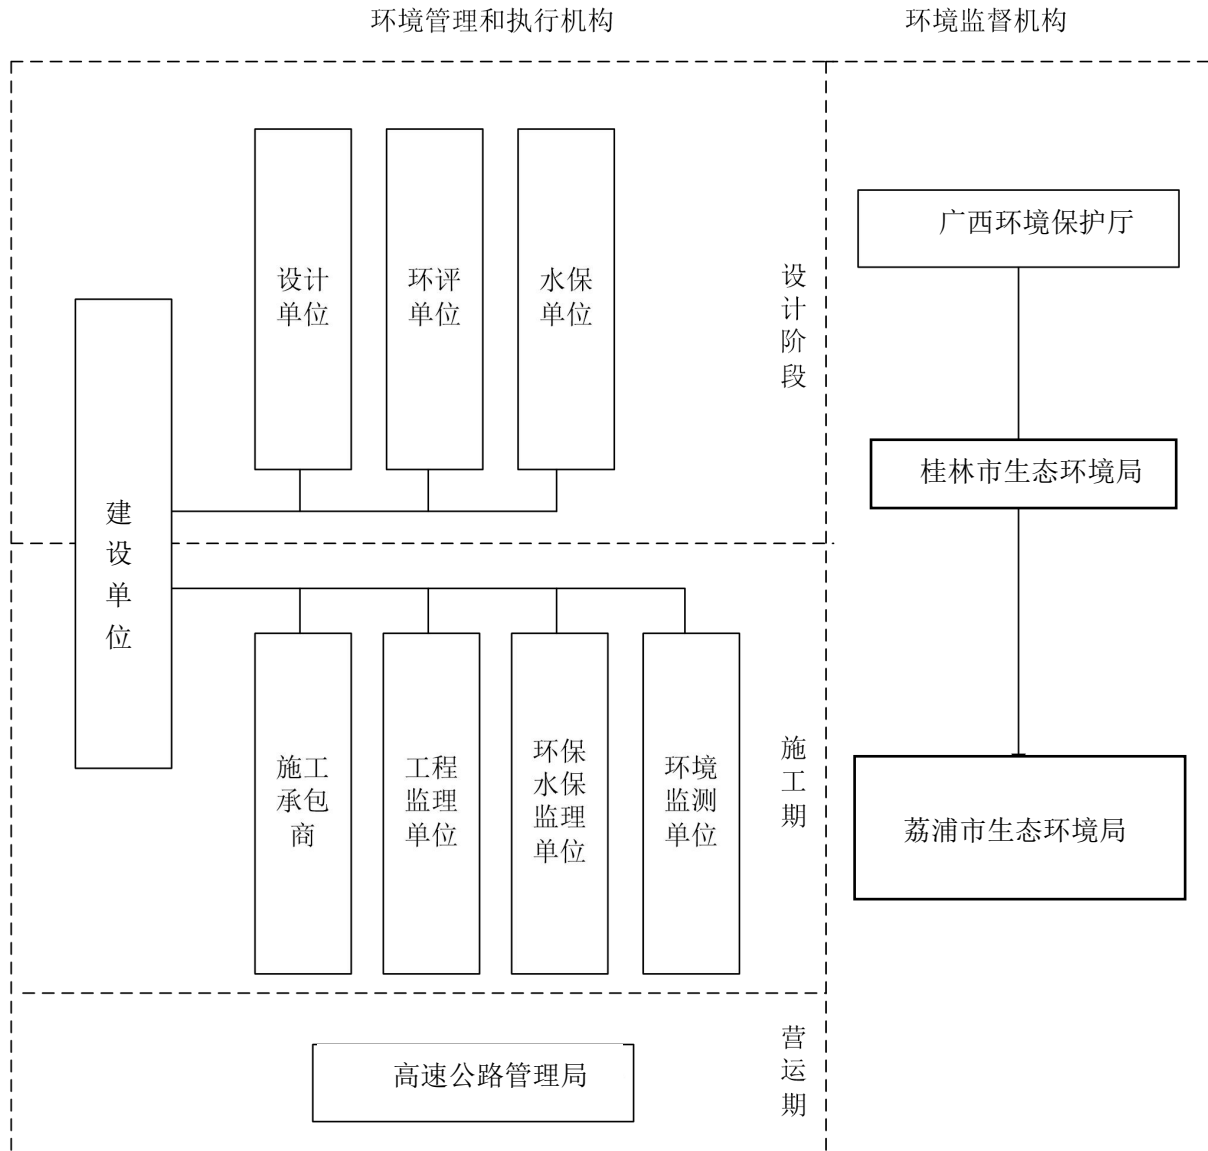 环境管理和执行机构
环境监督机构
设计
单位
环评
单位
水保
单位
设
计
阶
段
广西环境保护厅
桂林市生态环境局
建
设
单
位
施工
承包
商
工程
监理
单位
环保
水保
监理
单位
环境
监测
单位
施
工
期
荔浦市生态环境局
高速公路管理局
营
运
期